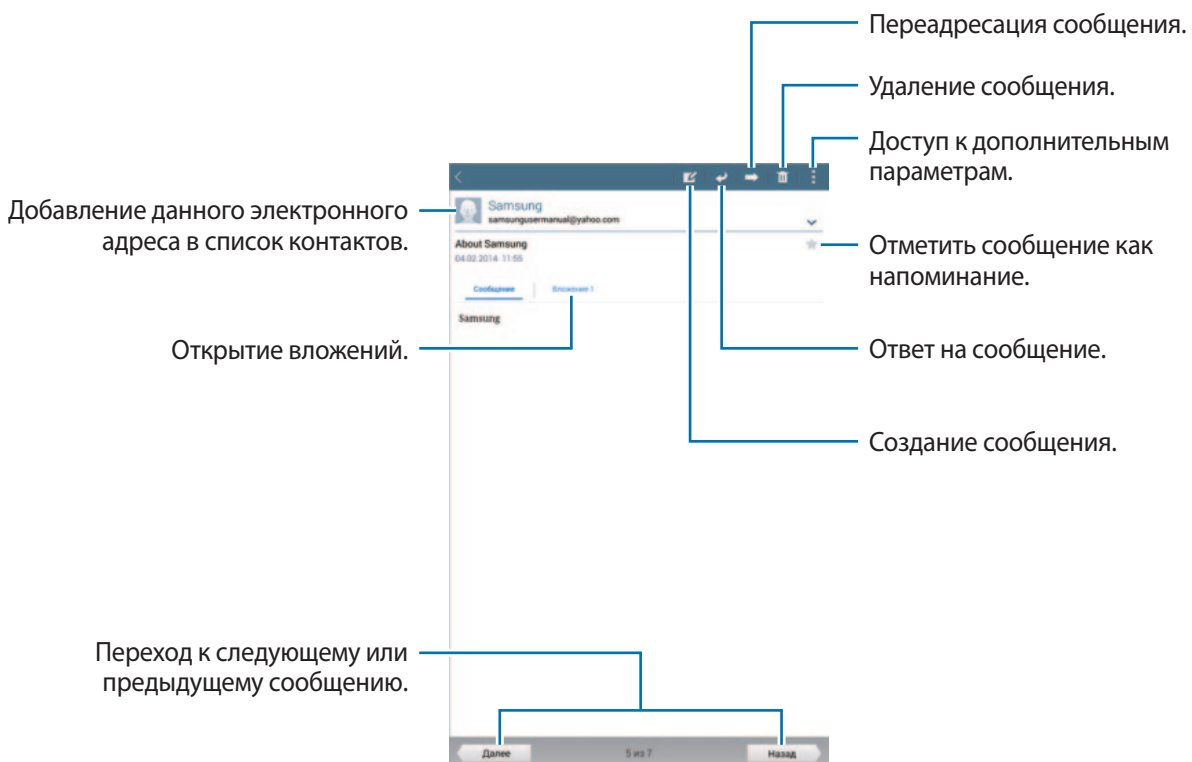 Переадресация сообщения.
Удаление сообщения.
Доступ к дополнительным
параметрам.
Добавление данного электронного
адреса в список контактов.
Samsung
samsungusermanual@yahoo.com
About Samsung
04.02 2014 11:55
Отметить сообщение как
напоминание.
Сообщение
Вложение 1
Samsung
Открытие вложений.
Ответ на сообщение.
Создание сообщения.
Переход к следующему или
предыдущему сообщению.
Далее
5 из 7
Назад